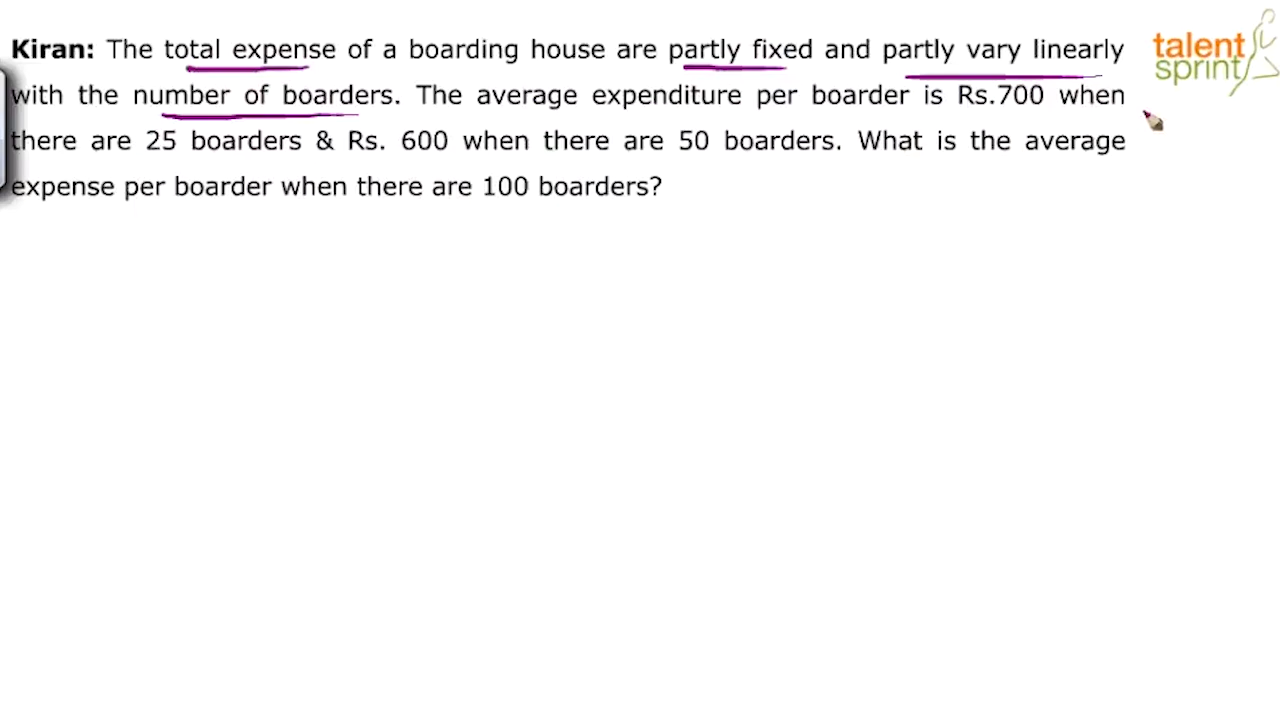 Kiran: The total expense of a boarding house are partly fixed and partly vary linearly
with the number of boarders. The average expenditure per boarder is Rs.700 when
there are 25 boarders & Rs. 600 when there are 50 boarders. What is the average
expense per boarder when there are 100 boarders?
talent
sprint